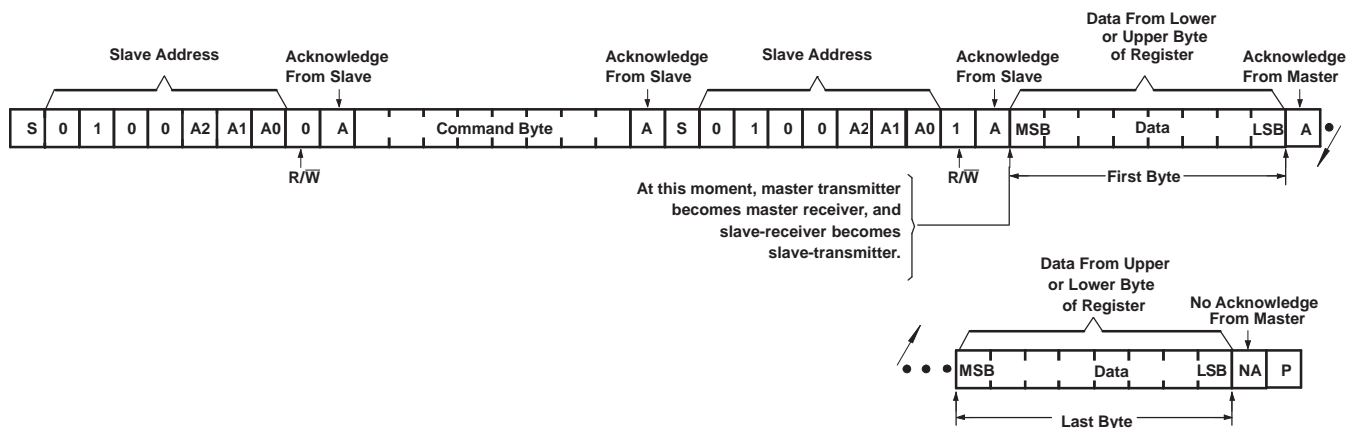 Data From Lower
or Upper Byte
of Register
Slave Address
Acknowledge
From Slave
Acknowledge
From Slave
Slave Address
Acknowledge
From Slave
Acknowledge
From Master
S 0 1 0 0 A2 A1 A0 0 A Command Byte A S 0 1 0 0 A2 A1 A0 1 A MSB Data LSB A
R/W̅
R/W̅
First Byte
At this moment, master transmitter
becomes master receiver, and
slave-receiver becomes
slave-transmitter.
Data From Upper
or Lower Byte
of Register
No Acknowledge
From Master
MSB Data LSB NA P
Last Byte